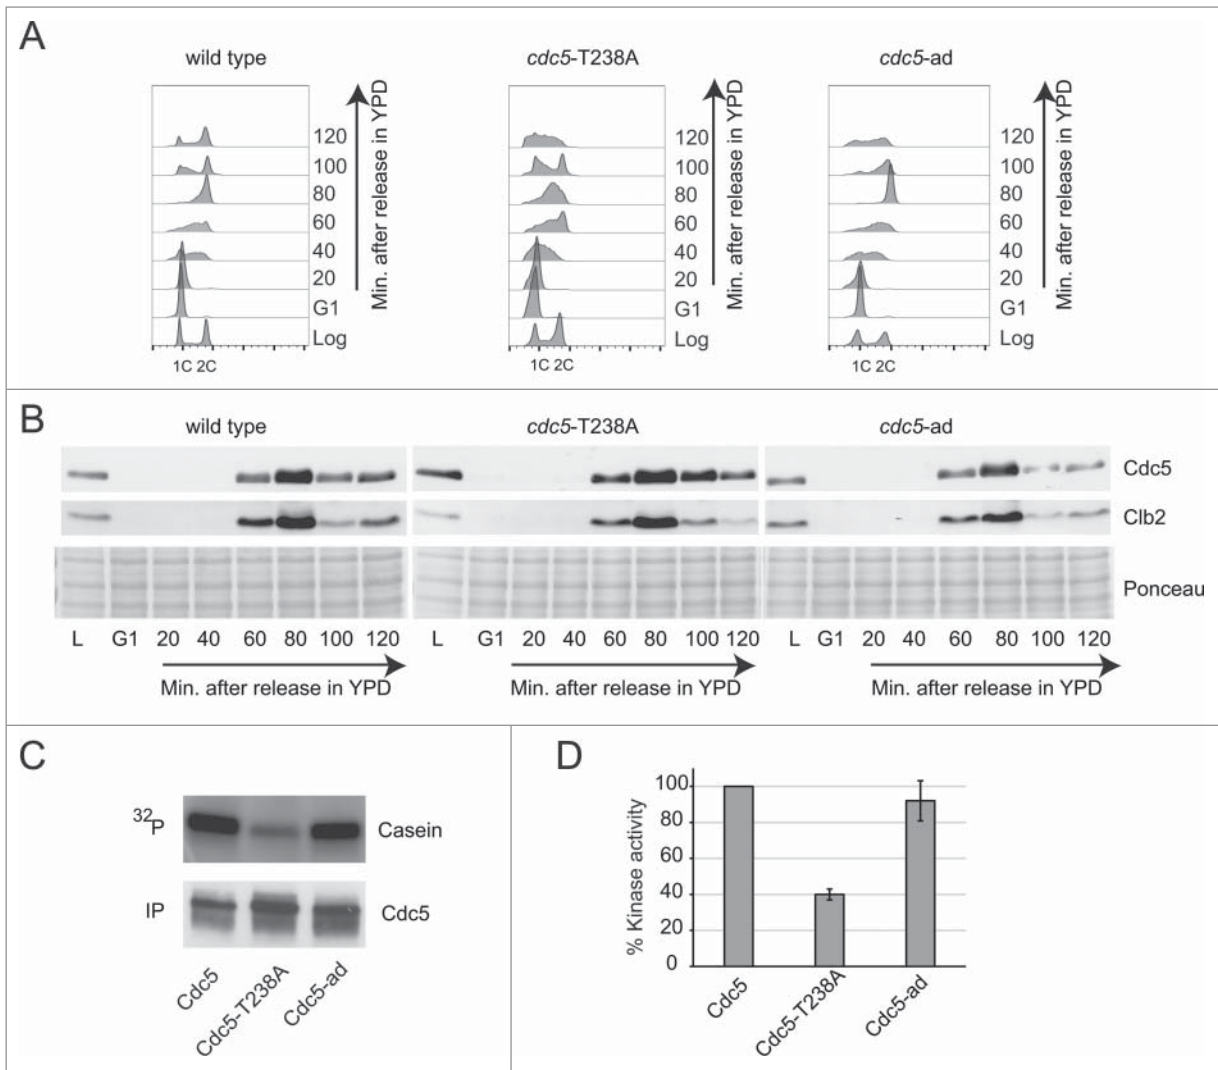 A
wild type
cdc5-T238A
cdc5-ad
120
100
80
60
40
20
G1
Log
1C 2C
Min. after release in YPD
120
100
80
60
40
20
G1
Log
1C 2C
Min. after release in YPD
120
100
80
60
40
20
G1
Log
1C 2C
Min. after release in YPD
B
wild type
cdc5-T238A
cdc5-ad
Cdc5
Clb2
Ponceau
L G1 20 40 60 80 100 120
L G1 20 40 60 80 100 120
L G1 20 40 60 80 100 120
Min. after release in YPD
Min. after release in YPD
Min. after release in YPD
C
32P
Casein
IP
Cdc5
Cdc5
Cdc5-T238A
Cdc5-ad
D
% Kinase activity
100
80
60
40
20
0
Cdc5
Cdc5-T238A
Cdc5-ad